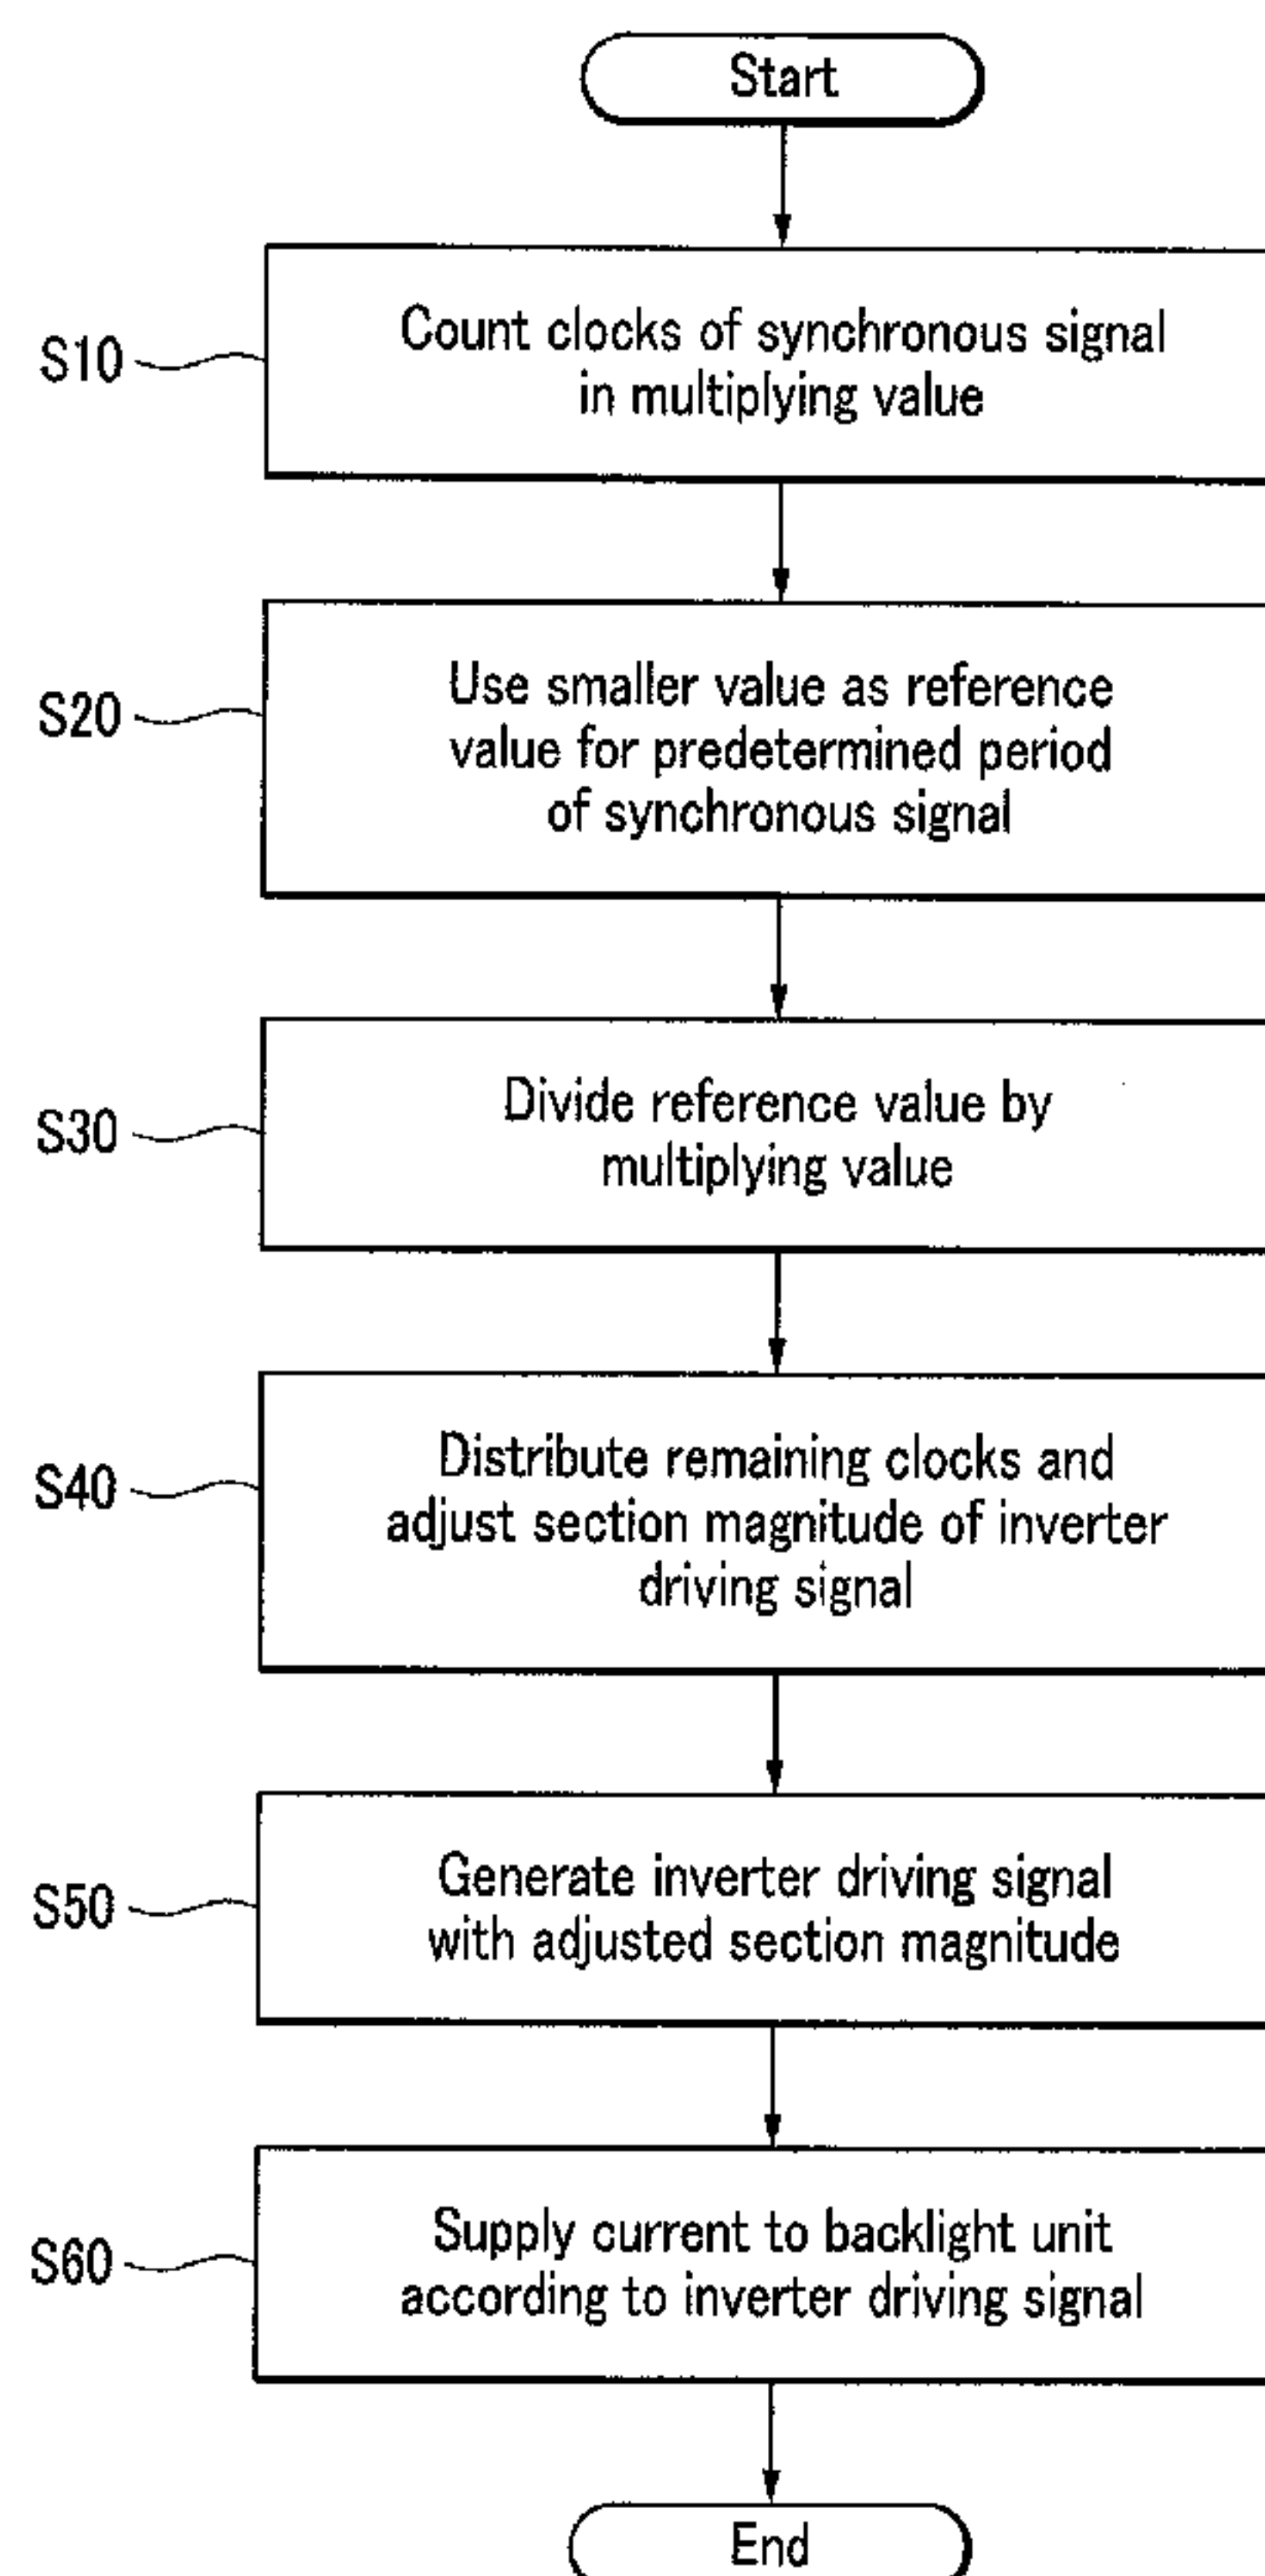 Start
S10
Count clocks of synchronous signal
in multiplying value
S20
Use smaller value as reference
value for predetermined period
of synchronous signal
S30
Divide reference value by
multiplying value
S40
Distribute remaining clocks and
adjust section magnitude of inverter
driving signal
S50
Generate inverter driving signal
with adjusted section magnitude
S60
Supply current to backlight unit
according to inverter driving signal
End